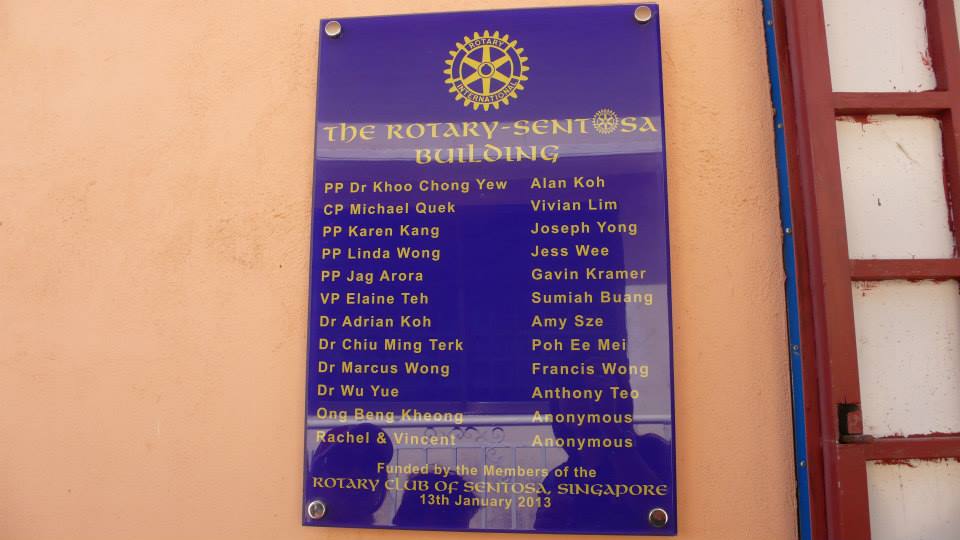 ROTARY
INTERNATIONAL
THE ROTARY-SENTOSA
BUILDING
PP Dr Khoo Chong Yew
CP Michael Quek
PP Karen Kang
PP Linda Wong
PP Jag Arora
VP Elaine Teh
Dr Adrian Koh
Dr Chiu Ming Terk
Dr Marcus Wong
Dr Wu Yue
Ong Beng Kheong
Rachel & Vincent
Alan Koh
Vivian Lim
Joseph Yong
Jess Wee
Gavin Kramer
Sumiah Buang
Amy Sze
Poh Ee Mei
Francis Wong
Anthony Teo
Anonymous
Anonymous
Funded by the Members of the
ROTARY CLUB OF SENTOSA, SINGAPORE
13th January 2013